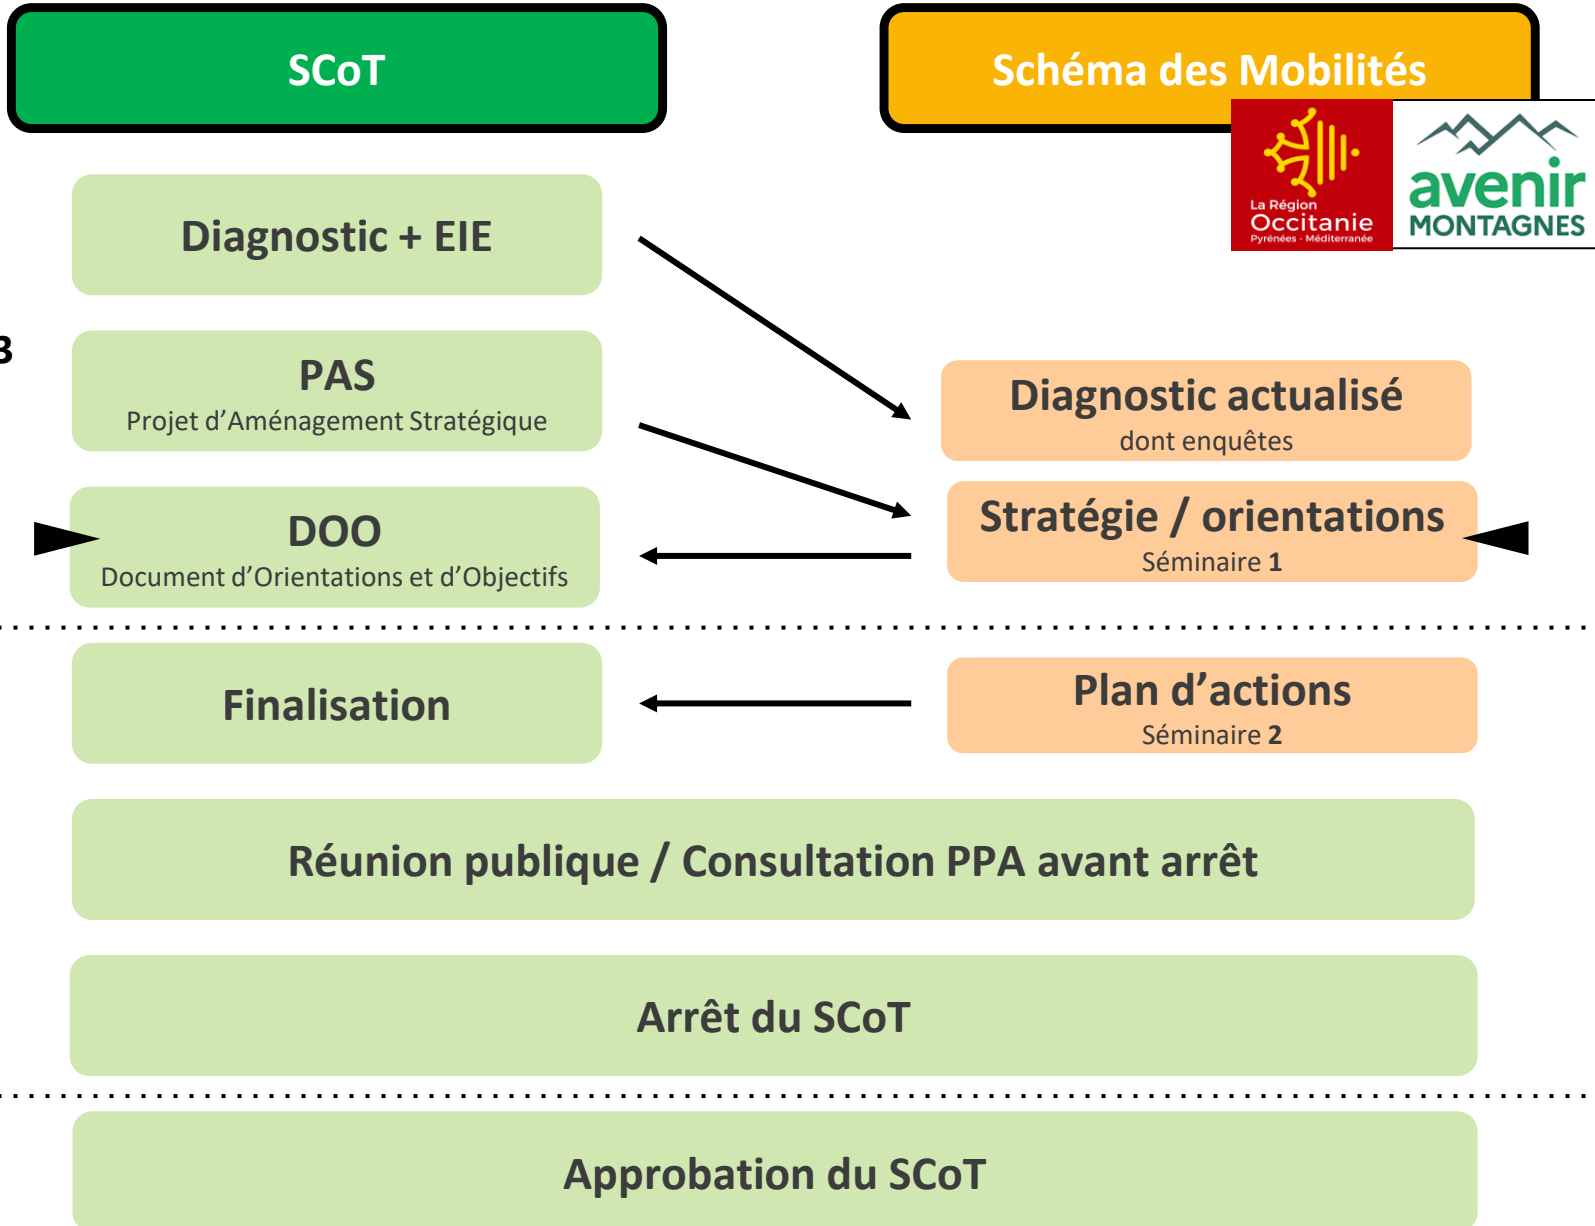 SCoT
Schéma des Mobilités
La Région
Occitanie
Pyrénées - Méditerranée
avenir
MONTAGNES
Diagnostic + EIE
3
PAS
Projet d’Aménagement Stratégique
Diagnostic actualisé
dont enquêtes
DOO
Document d’Orientations et d’Objectifs
Stratégie / orientations
Séminaire 1
Finalisation
Plan d’actions
Séminaire 2
Réunion publique / Consultation PPA avant arrêt
Arrêt du SCoT
Approbation du SCoT